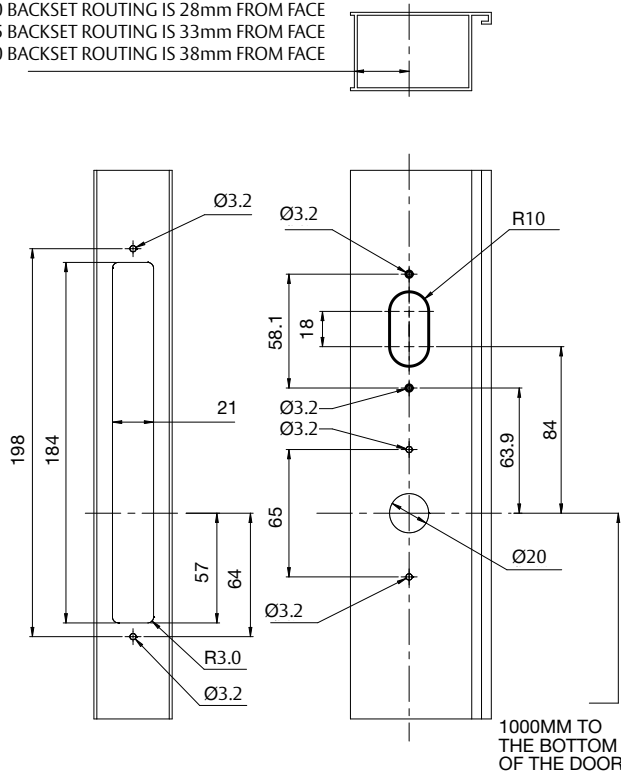 BACKSET ROUTING IS 28mm FROM FACE
BACKSET ROUTING IS 33mm FROM FACE
BACKSET ROUTING IS 38mm FROM FACE
Ø3.2
Ø3.2
R10
58.1
18
21
Ø3.2
Ø3.2
198
184
63.9
84
65
57
64
Ø20
Ø3.2
R3.0
Ø3.2
1000MM TO
THE BOTTOM
OF THE DOOR